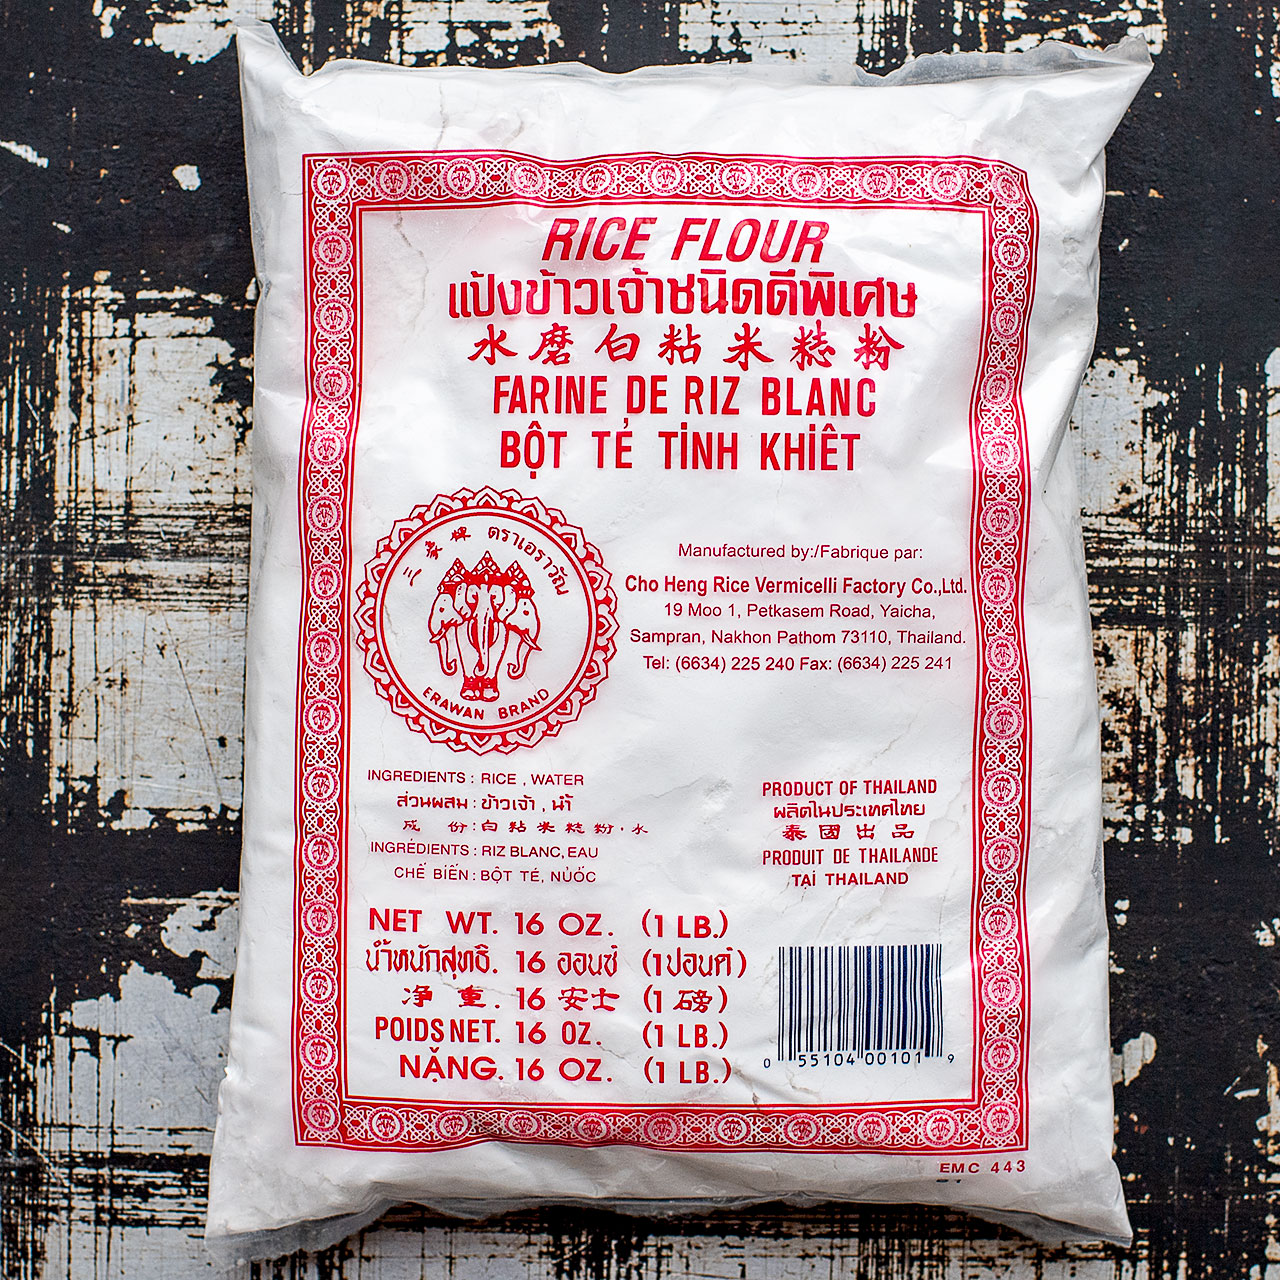 RICE FLOUR
แป้งข้าวเจ้าชนิดดีพิเศษ
水磨白粘米粉
FARINE DE RIZ BLANC
BỘT TẺ TINH KHIẾT
三象牌 ตราเอราวัณ
ERAWAN BRAND
Manufactured by:/Fabrique par:
Cho Heng Rice Vermicelli Factory Co.,Ltd.
19 Moo 1, Petkasem Road, Yaicha,
Sampran, Nakhon Pathom 73110, Thailand.
Tel: (6634) 225 240 Fax: (6634) 225 241
INGREDIENTS : RICE , WATER
ส่วนผสม : ข้าวเจ้า , น้ำ
成 份 : 白粘米粉 · 水
INGRÉDIENTS : RIZ BLANC, EAU
CHẾ BIẾN : BỘT TẺ, NƯỚC
PRODUCT OF THAILAND
ผลิตในประเทศไทย
泰國出品
PRODUIT DE THAILANDE
TẠI THAILAND
NET WT. 16 OZ. (1 LB.)
น้ำหนักสุทธิ. 16 ออนซ์ (1ปอนด์)
净重. 16 安士 (1 磅)
POIDS NET. 16 OZ. (1 LB.)
NẶNG. 16 OZ. (1 LB.)
0 55104 00101 9
EMC 443